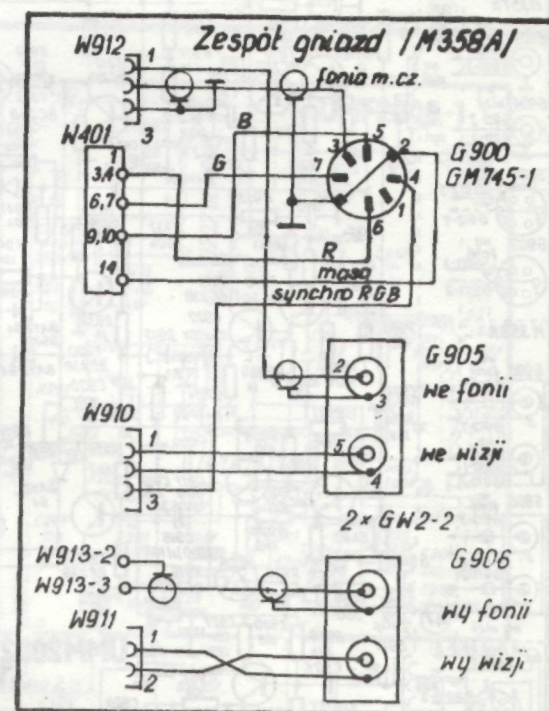 Zespół gniazd /M358A/
W912
1
3
fonia m.cz.
W401
1
3,4
6,7
9,10
14
B
G
R
masa
synchro RGB
3
5
2
7
4
1
6
G900
GM745-1
G905
2
3
we fonii
W910
1
3
5
4
we wizji
2 × GW2-2
W913-2
W913-3
G906
wy fonii
W911
1
2
wy wizji